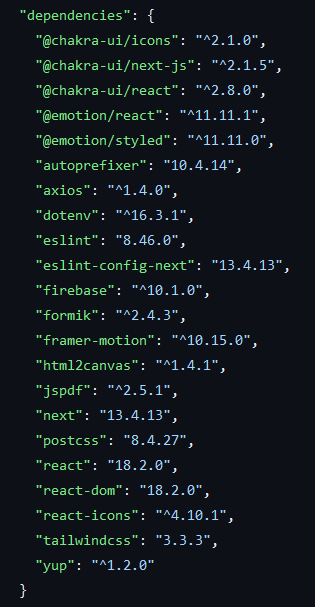 "dependencies": {
"@chakra-ui/icons": "^2.1.0",
"@chakra-ui/next-js": "^2.1.5",
"@chakra-ui/react": "^2.8.0",
"@emotion/react": "^11.11.1",
"@emotion/styled": "^11.11.0",
"autoprefixer": "10.4.14",
"axios": "^1.4.0",
"dotenv": "^16.3.1",
"eslint": "8.46.0",
"eslint-config-next": "13.4.13",
"firebase": "^10.1.0",
"formik": "^2.4.3",
"framer-motion": "^10.15.0",
"html2canvas": "^1.4.1",
"jspdf": "^2.5.1",
"next": "13.4.13",
"postcss": "8.4.27",
"react": "18.2.0",
"react-dom": "18.2.0",
"react-icons": "^4.10.1",
"tailwindcss": "3.3.3",
"yup": "^1.2.0"
}